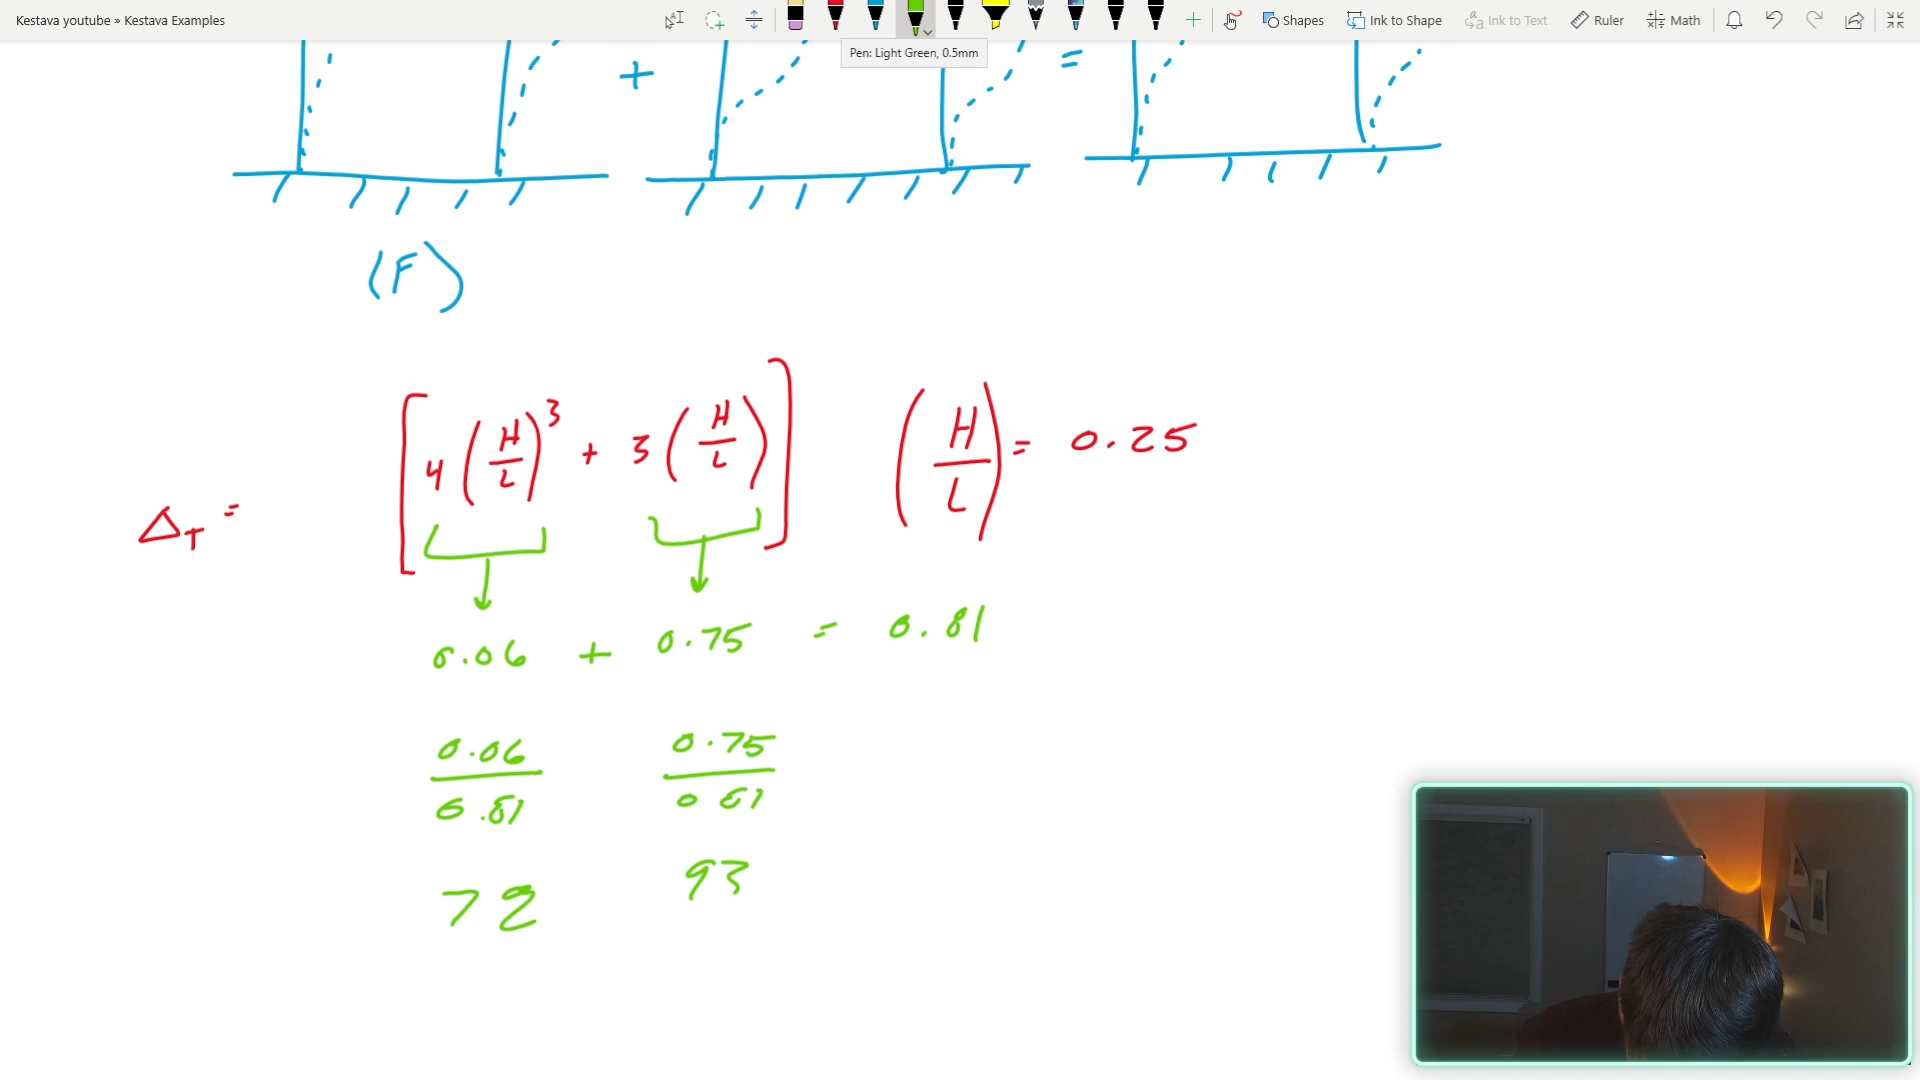 Kestava youtube » Kestava Examples
Shapes
Ink to Shape
Ink to Text
Ruler
Math
Pen: Light Green, 0.5mm
+ =
(F)
Δ_T = [4(H/L)^3 + 3(H/L)] (H/L) = 0.25
0.06 + 0.75 = 0.81
0.06/0.81 0.75/0 81
93